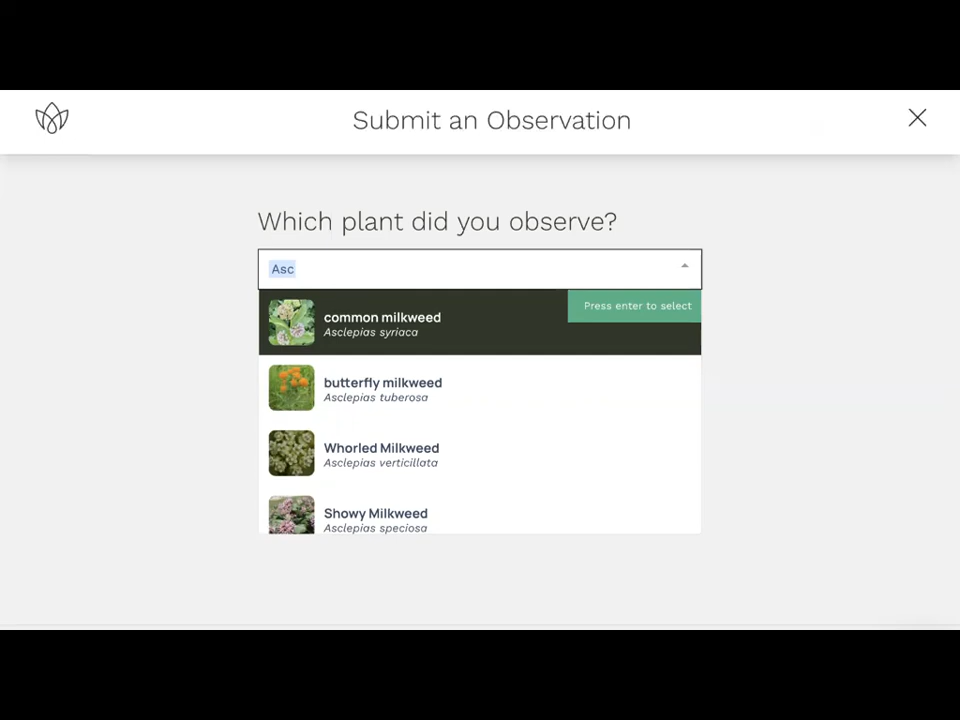 Submit an Observation
Which plant did you observe?
Asc
Press enter to select
common milkweed
Asclepias syriaca
butterfly milkweed
Asclepias tuberosa
Whorled Milkweed
Asclepias verticillata
Showy Milkweed
Asclepias speciosa